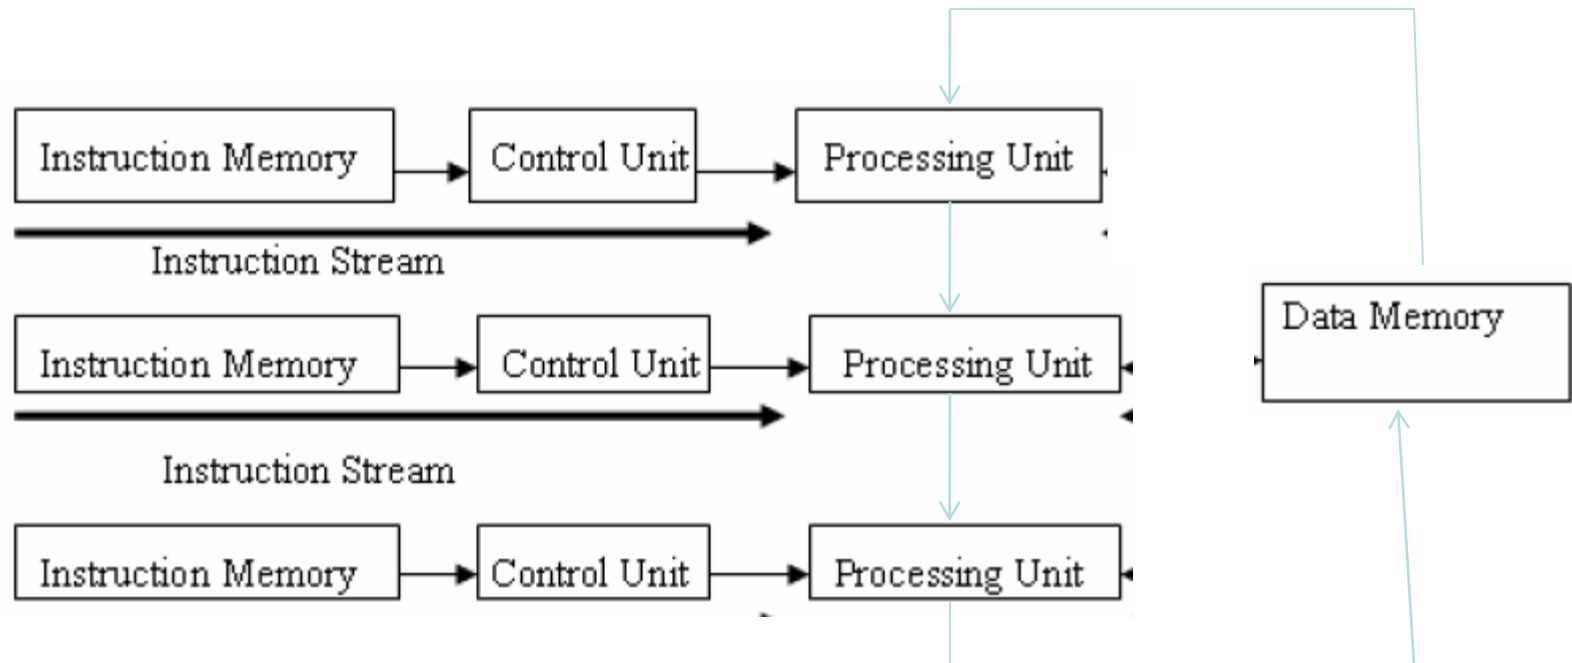 Instruction Memory
Control Unit
Processing Unit
Instruction Stream
Data Memory
Instruction Memory
Control Unit
Processing Unit
Instruction Stream
Instruction Memory
Control Unit
Processing Unit